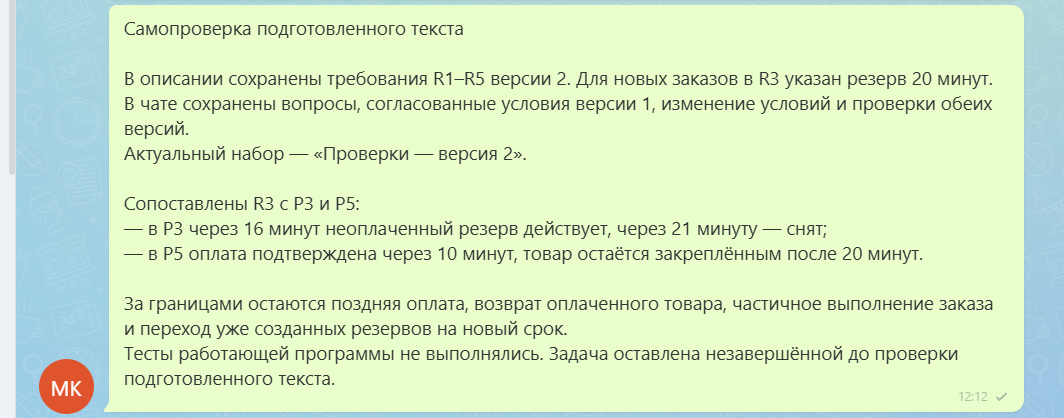 Самопроверка подготовленного текста
В описании сохранены требования R1–R5 версии 2. Для новых заказов в R3 указан резерв 20 минут.
В чате сохранены вопросы, согласованные условия версии 1, изменение условий и проверки обеих
версий.
Актуальный набор — «Проверки — версия 2».
Сопоставлены R3 с P3 и P5:
— в P3 через 16 минут неоплаченный резерв действует, через 21 минуту — снят;
— в P5 оплата подтверждена через 10 минут, товар остаётся закреплённым после 20 минут.
За границами остаются поздняя оплата, возврат оплаченного товара, частичное выполнение заказа
и переход уже созданных резервов на новый срок.
Тесты работающей программы не выполнялись. Задача оставлена незавершённой до проверки
подготовленного текста.
МК
12:12